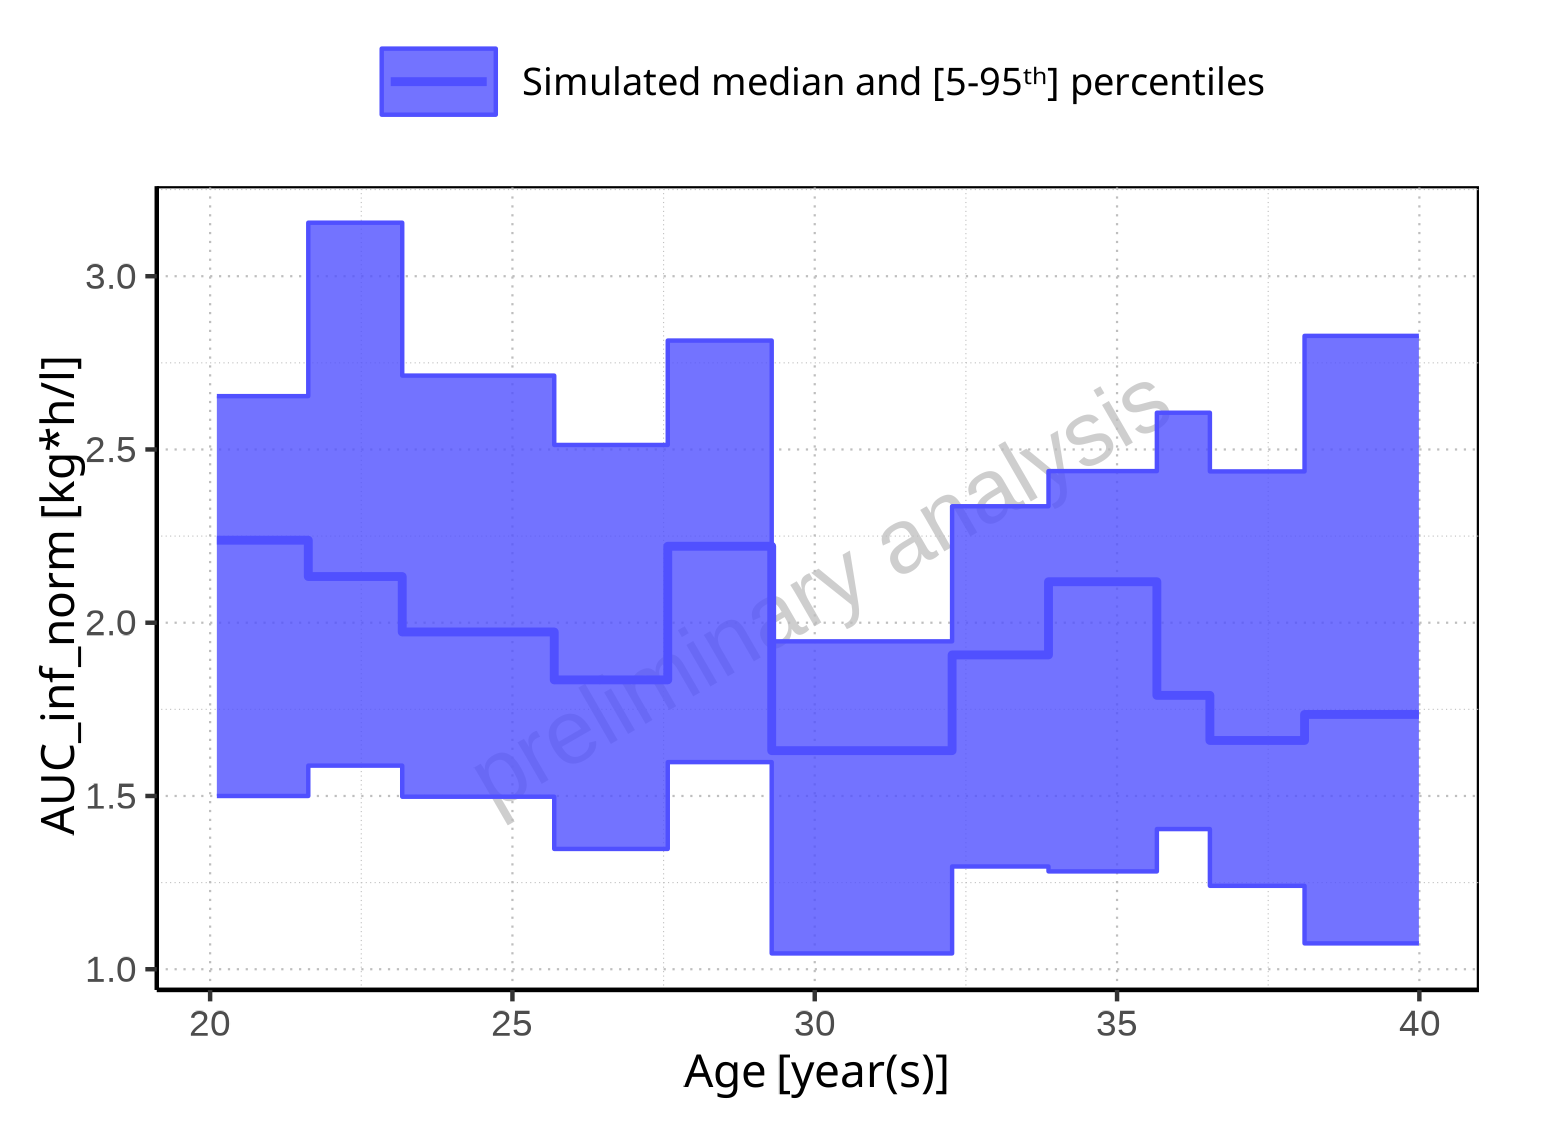 Simulated median and [5-95ᵗʰ] percentiles
AUC_inf_norm [kg*h/l]
3.0
2.5
2.0
1.5
1.0
preliminary analysis
20 25 30 35 40
Age [year(s)]